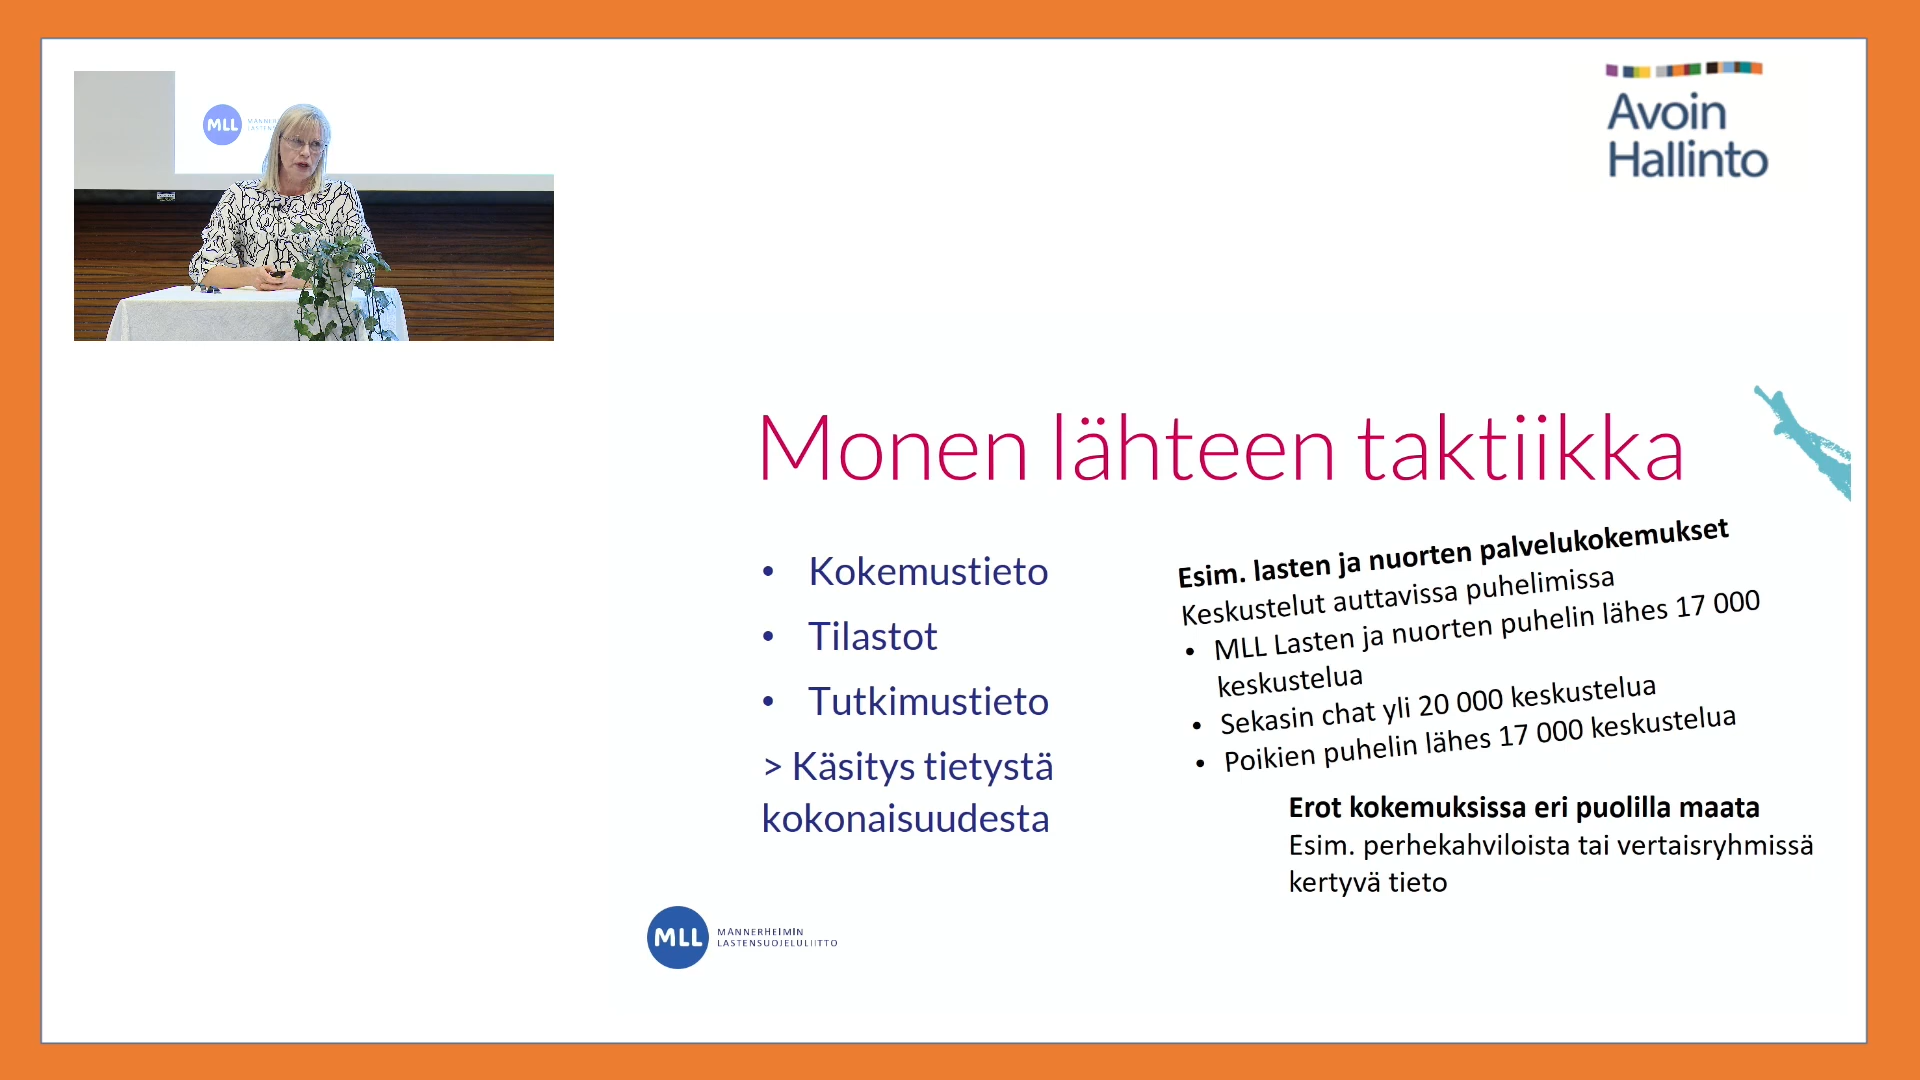 MLL
Avoin
Hallinto
Monen lähteen taktiikka
• Kokemustieto
• Tilastot
• Tutkimustieto
> Käsitys tietystä
kokonaisuudesta
Esim. lasten ja nuorten palvelukokemukset
Keskustelut auttavissa puhelimissa
• MLL Lasten ja nuorten puhelin lähes 17 000
keskustelua
• Sekasin chat yli 20 000 keskustelua
• Poikien puhelin lähes 17 000 keskustelua
Erot kokemuksissa eri puolilla maata
Esim. perhekahviloista tai vertaisryhmissä
kertyvä tieto
MLL
MANNERHEIMIN
LASTENSUOJELULIITTO